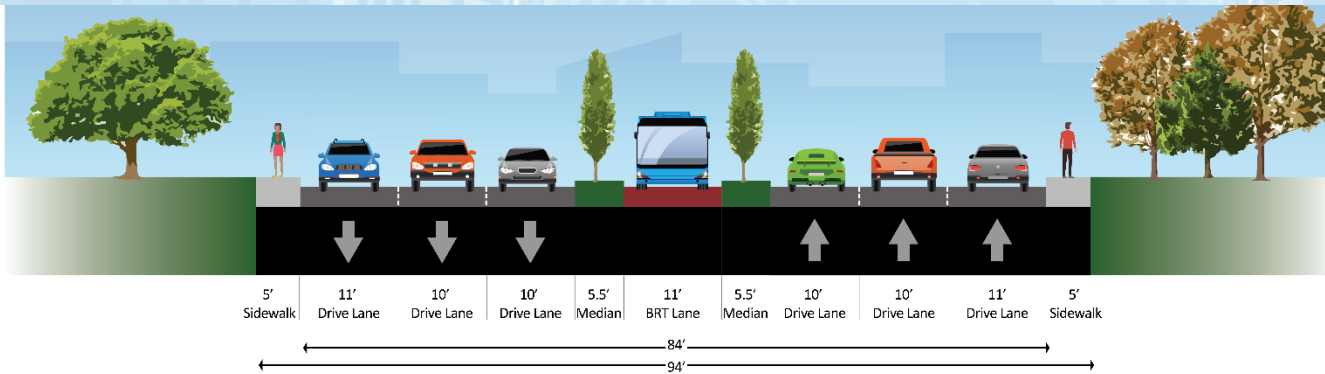 5’ 11’ 10’ 10’ 5.5’ 11’ 5.5’ 10’ 10’ 11’ 5’
Sidewalk Drive Lane Drive Lane Drive Lane Median BRT Lane Median Drive Lane Drive Lane Drive Lane Sidewalk
84’
94’